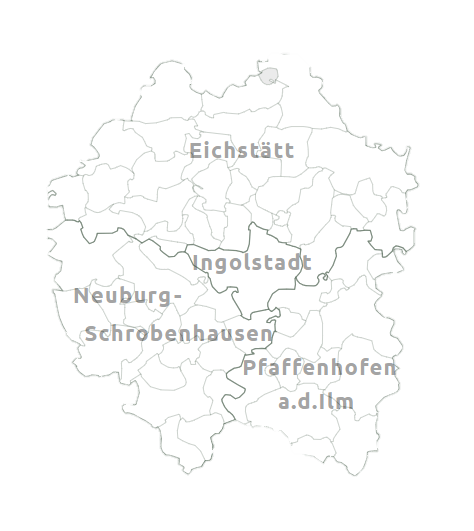 Eichstätt
Ingolstadt
Neuburg-
Schrobenhausen
Pfaffenhofen
a.d.Ilm